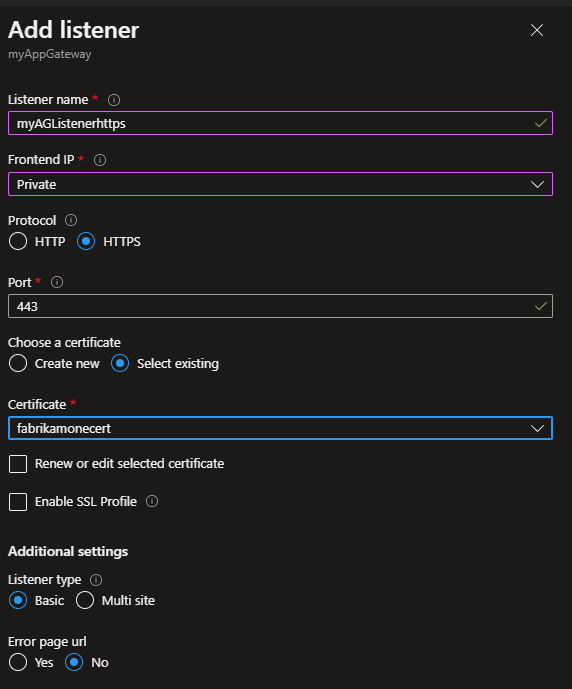 Add listener
myAppGateway
Listener name *
myAGListenerhttps
Frontend IP *
Private
Protocol
HTTP HTTPS
Port *
443
Choose a certificate
Create new Select existing
Certificate *
fabrikamonecert
Renew or edit selected certificate
Enable SSL Profile
Additional settings
Listener type
Basic Multi site
Error page url
Yes No